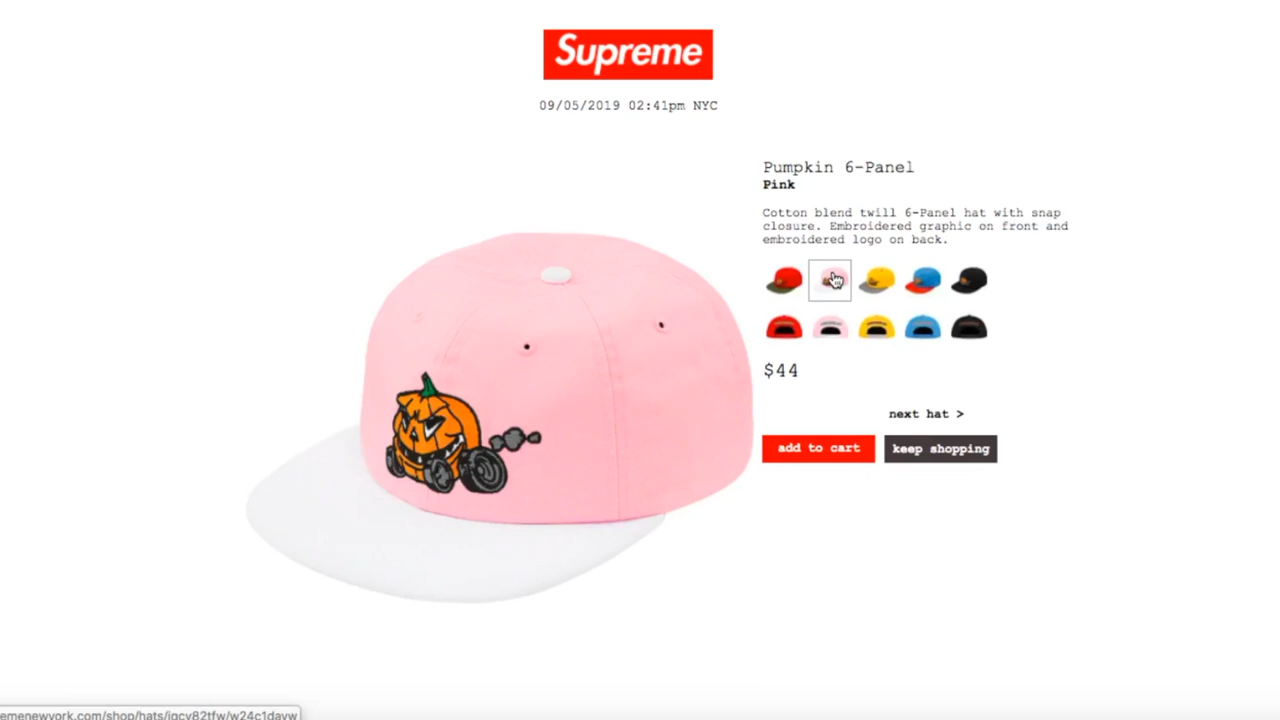 Supreme
09/05/2019 02:41pm NYC
Pumpkin 6-Panel
Pink
Cotton blend twill 6-Panel hat with snap
closure. Embroidered graphic on front and
embroidered logo on back.
$44
next hat >
add to cart
keep shopping